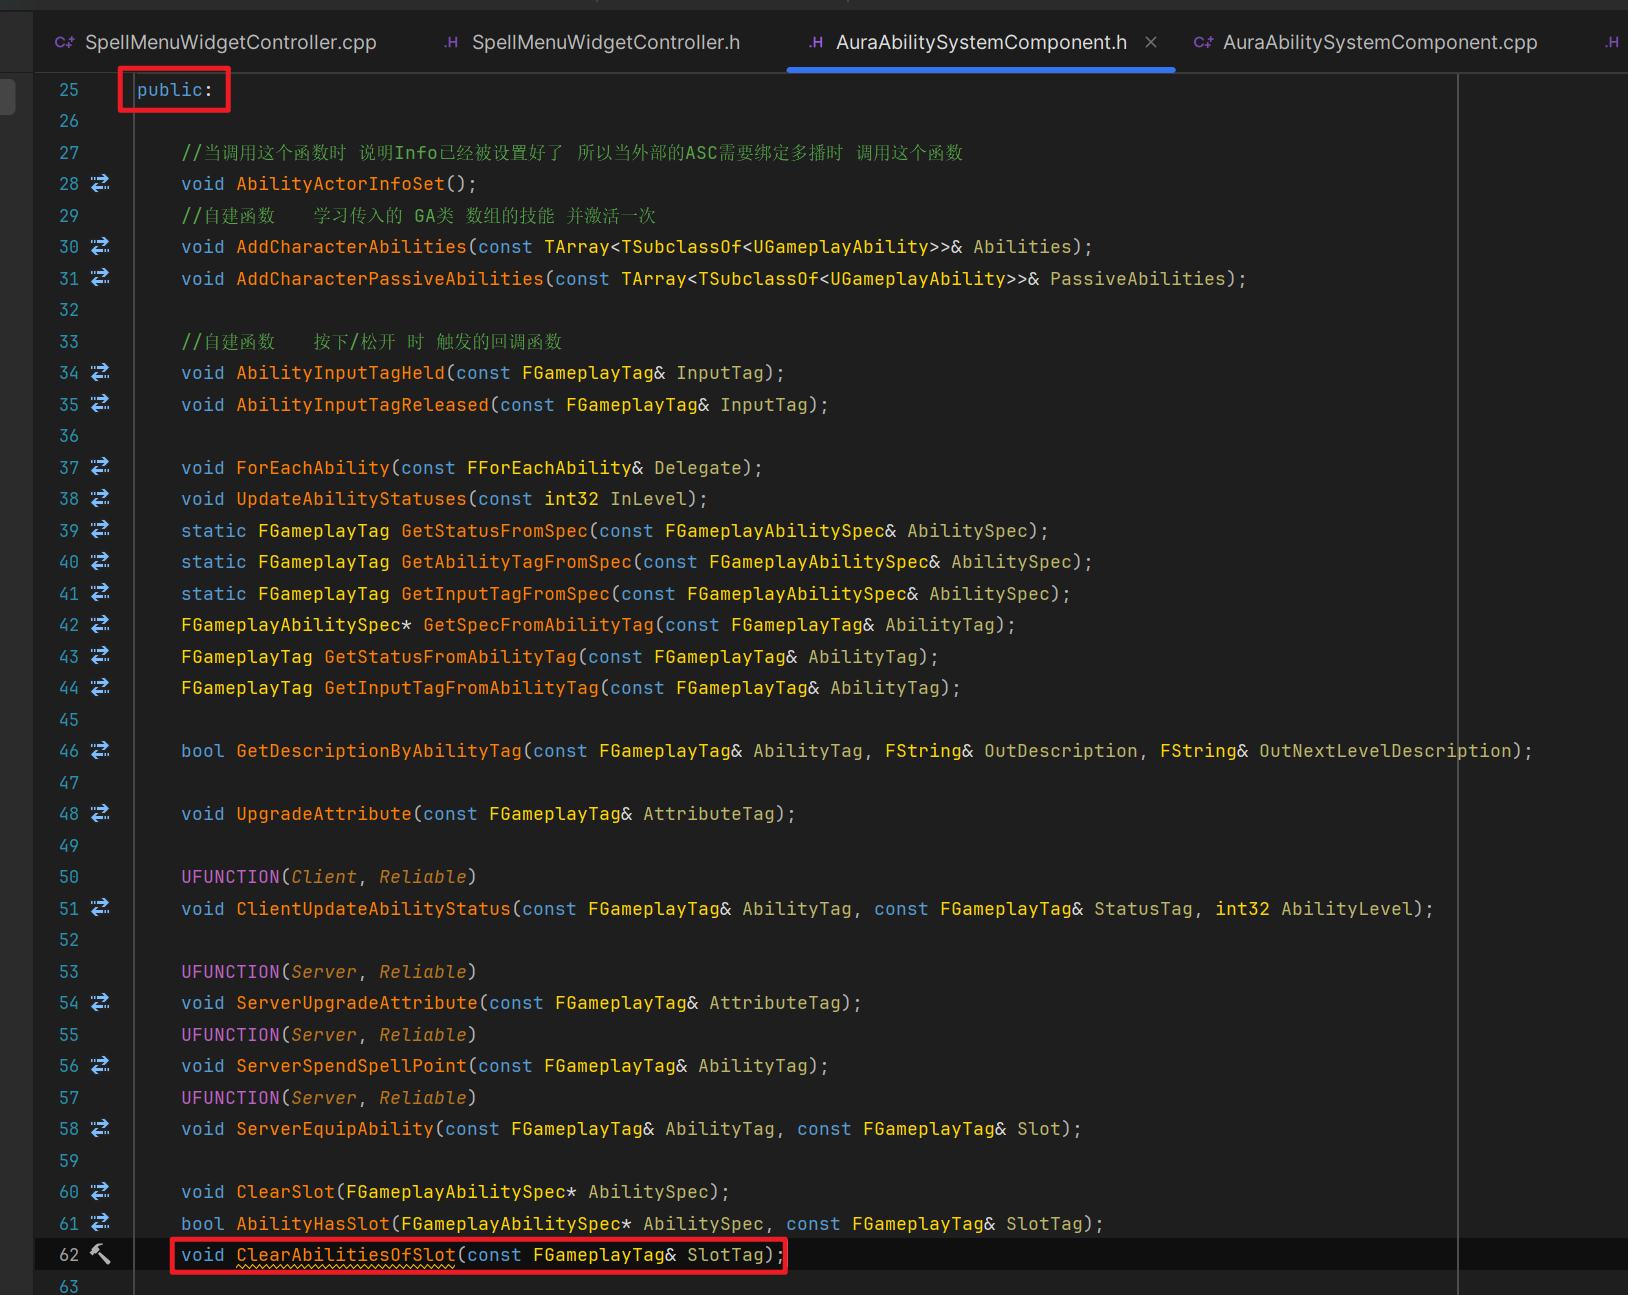 C++ SpellMenuWidgetController.cpp .H SpellMenuWidgetController.h .H AuraAbilitySystemComponent.h × C++ AuraAbilitySystemComponent.cpp .H
25 public:
26
27 //当调用这个函数时 说明Info已经被设置好了 所以当外部的ASC需要绑定多播时 调用这个函数
28 void AbilityActorInfoSet();
29 //自建函数 学习传入的 GA类 数组的技能 并激活一次
30 void AddCharacterAbilities(const TArray<TSubclassOf<UGameplayAbility>>& Abilities);
31 void AddCharacterPassiveAbilities(const TArray<TSubclassOf<UGameplayAbility>>& PassiveAbilities);
32
33 //自建函数 按下/松开 时 触发的回调函数
34 void AbilityInputTagHeld(const FGameplayTag& InputTag);
35 void AbilityInputTagReleased(const FGameplayTag& InputTag);
36
37 void ForEachAbility(const FForEachAbility& Delegate);
38 void UpdateAbilityStatuses(const int32 InLevel);
39 static FGameplayTag GetStatusFromSpec(const FGameplayAbilitySpec& AbilitySpec);
40 static FGameplayTag GetAbilityTagFromSpec(const FGameplayAbilitySpec& AbilitySpec);
41 static FGameplayTag GetInputTagFromSpec(const FGameplayAbilitySpec& AbilitySpec);
42 FGameplayAbilitySpec* GetSpecFromAbilityTag(const FGameplayTag& AbilityTag);
43 FGameplayTag GetStatusFromAbilityTag(const FGameplayTag& AbilityTag);
44 FGameplayTag GetInputTagFromAbilityTag(const FGameplayTag& AbilityTag);
45
46 bool GetDescriptionByAbilityTag(const FGameplayTag& AbilityTag, FString& OutDescription, FString& OutNextLevelDescription);
47
48 void UpgradeAttribute(const FGameplayTag& AttributeTag);
49
50 UFUNCTION(Client, Reliable)
51 void ClientUpdateAbilityStatus(const FGameplayTag& AbilityTag, const FGameplayTag& StatusTag, int32 AbilityLevel);
52
53 UFUNCTION(Server, Reliable)
54 void ServerUpgradeAttribute(const FGameplayTag& AttributeTag);
55 UFUNCTION(Server, Reliable)
56 void ServerSpendSpellPoint(const FGameplayTag& AbilityTag);
57 UFUNCTION(Server, Reliable)
58 void ServerEquipAbility(const FGameplayTag& AbilityTag, const FGameplayTag& Slot);
59
60 void ClearSlot(FGameplayAbilitySpec* AbilitySpec);
61 bool AbilityHasSlot(FGameplayAbilitySpec* AbilitySpec, const FGameplayTag& SlotTag);
62 void ClearAbilitiesOfSlot(const FGameplayTag& SlotTag);
63